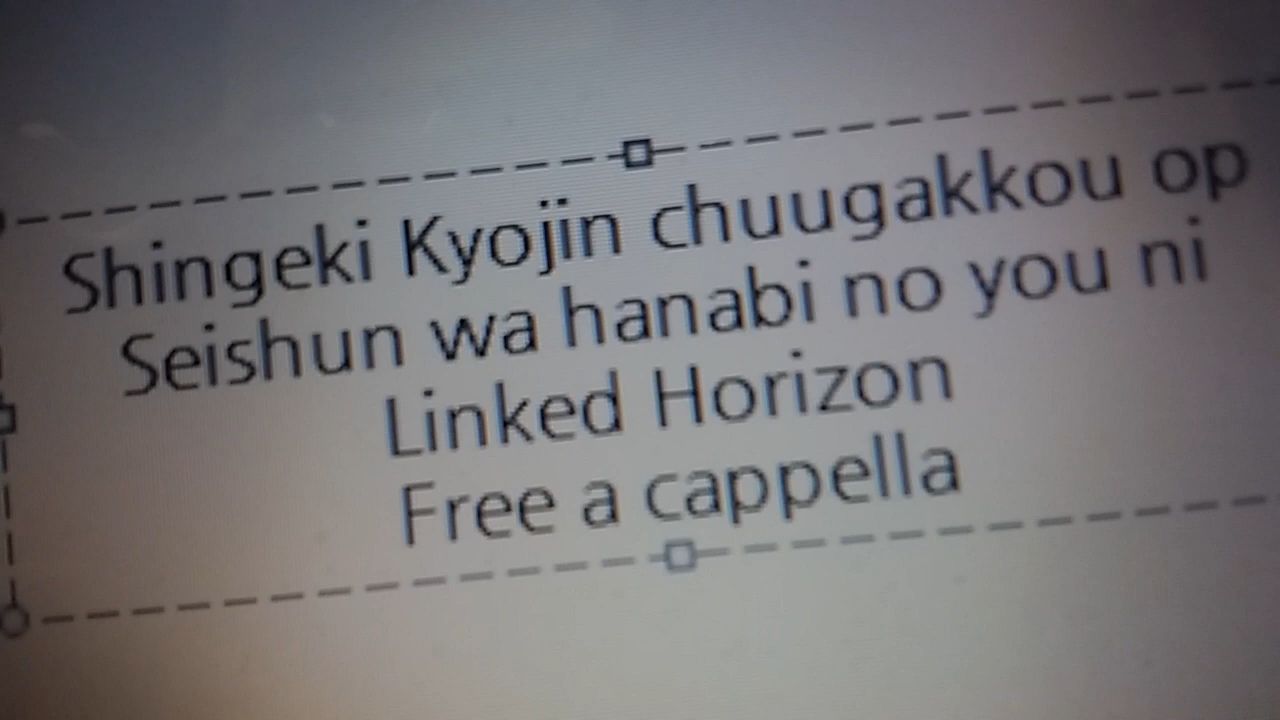 Shingeki Kyojin chuugakkou op
Seishun wa hanabi no you ni
Linked Horizon
Free a cappella